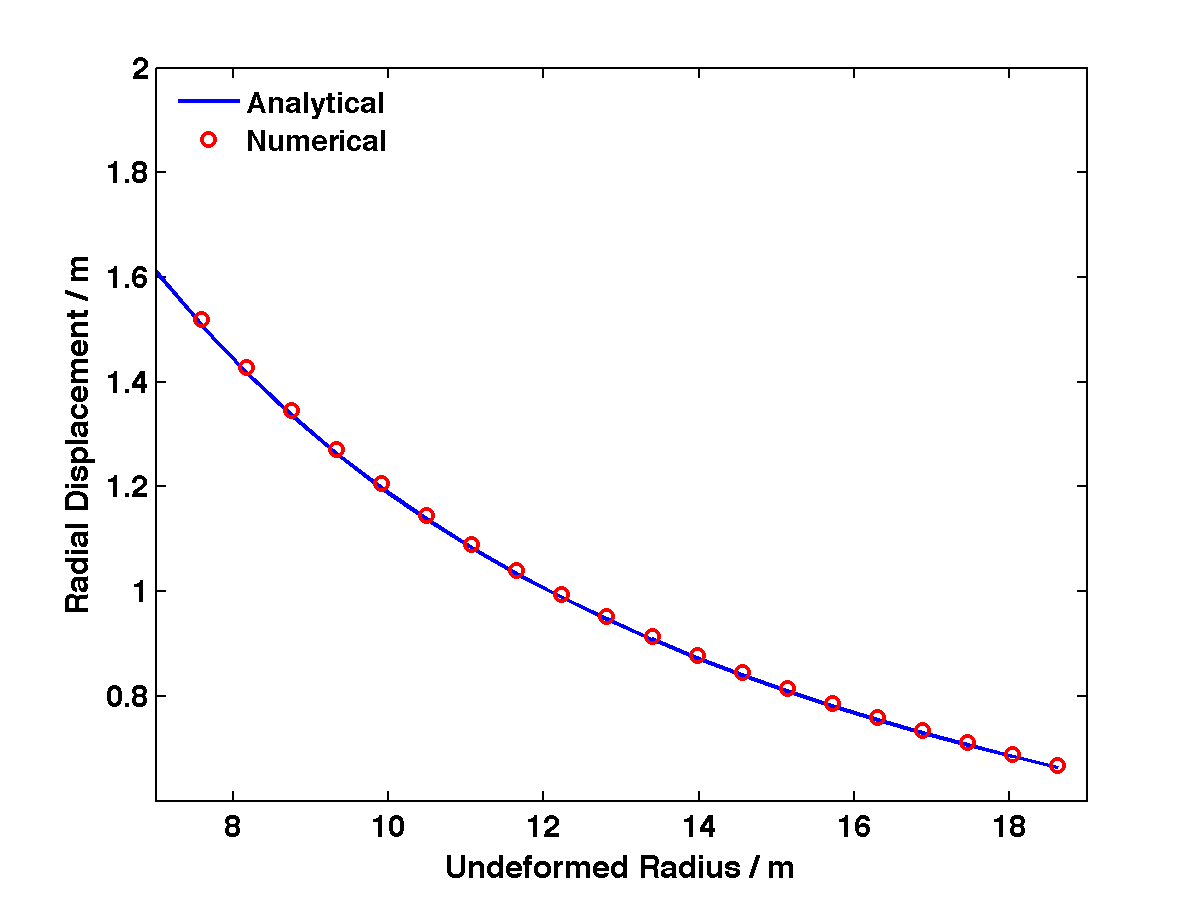 2
1.8
1.6
1.4
1.2
1
0.8
Radial Displacement / m
Analytical
Numerical
8 10 12 14 16 18
Undeformed Radius / m